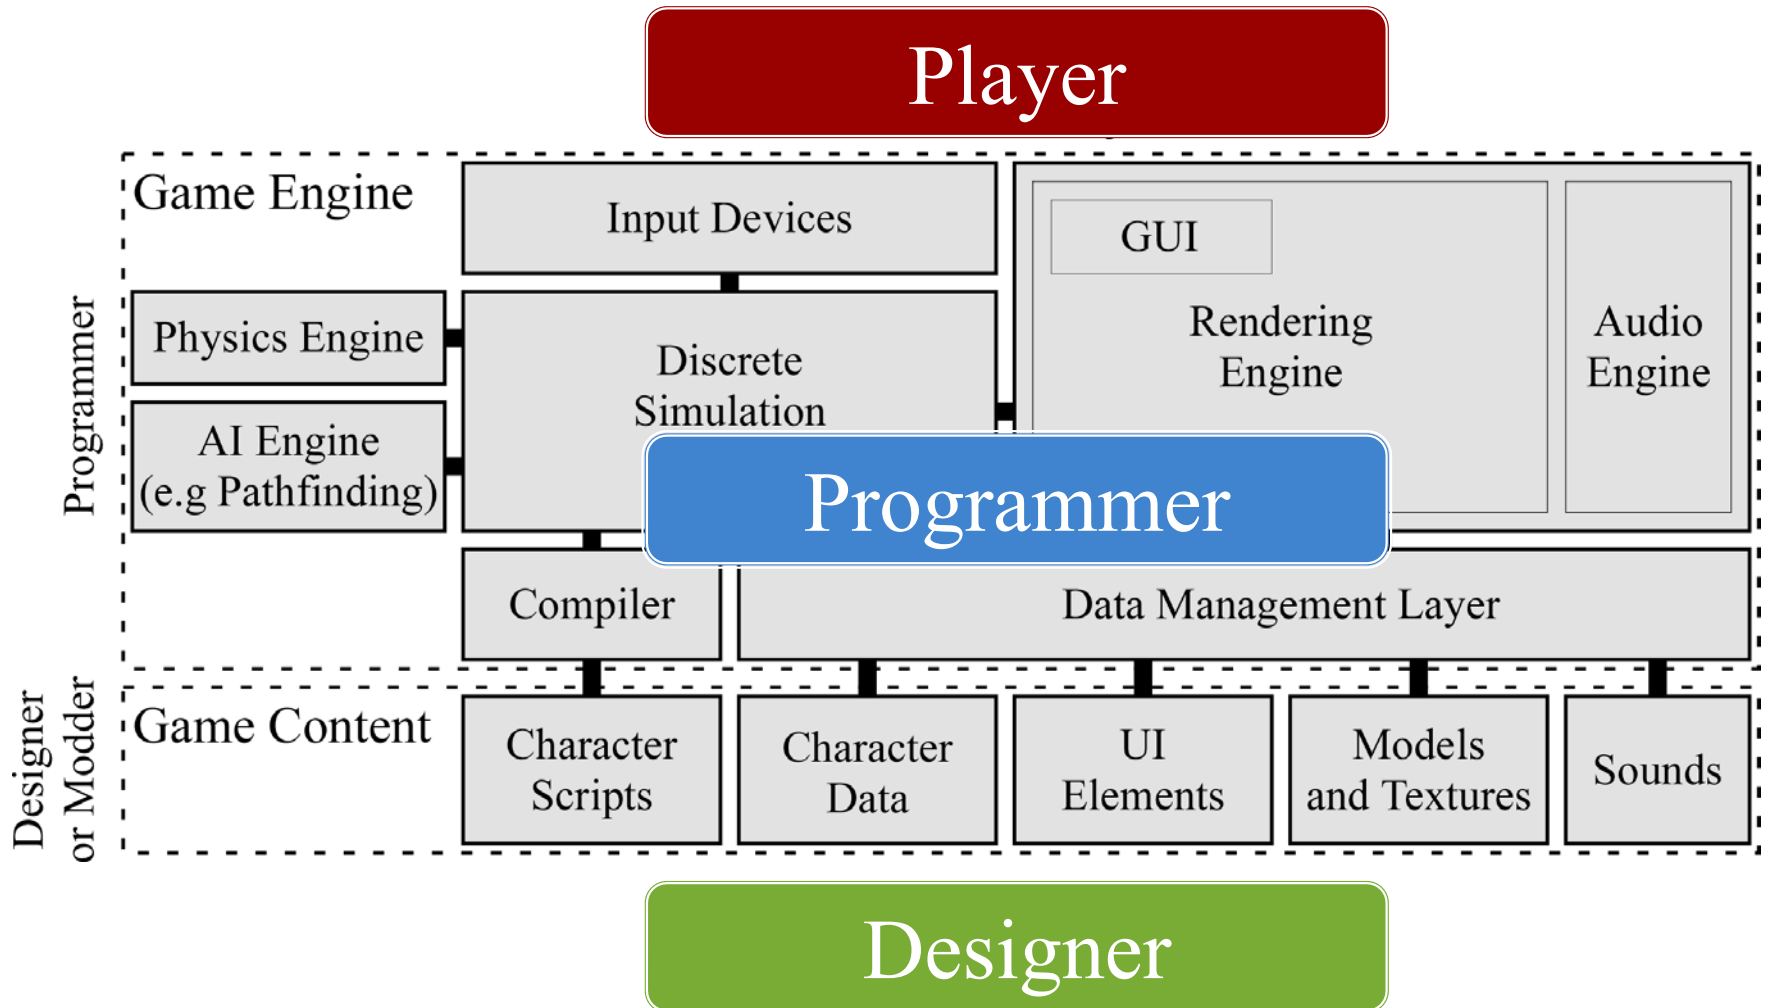 Player
Game Engine
Input Devices
GUI
Rendering
Engine
Audio
Engine
Physics Engine
Discrete
Simulation
AI Engine
(e.g Pathfinding)
Programmer
Programmer
Compiler
Data Management Layer
Designer
or Modder
Game Content
Character
Scripts
Character
Data
UI
Elements
Models
and Textures
Sounds
Designer